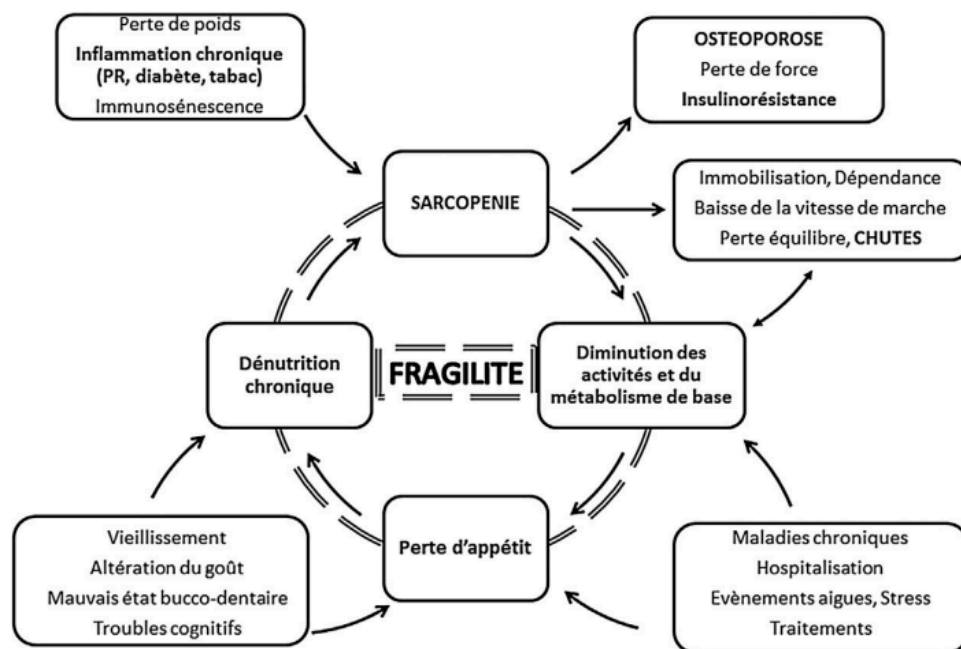 Perte de poids
Inflammation chronique
(PR, diabète, tabac)
Immunosénescence
OSTEOPOROSE
Perte de force
Insulinorésistance
SARCOPENIE
Immobilisation, Dépendance
Baisse de la vitesse de marche
Perte équilibre, CHUTES
Dénutrition
chronique
FRAGILITE
Diminution des
activités et du
métabolisme de base
Perte d'appétit
Vieillissement
Altération du goût
Mauvais état bucco-dentaire
Troubles cognitifs
Maladies chroniques
Hospitalisation
Evènements aigues, Stress
Traitements